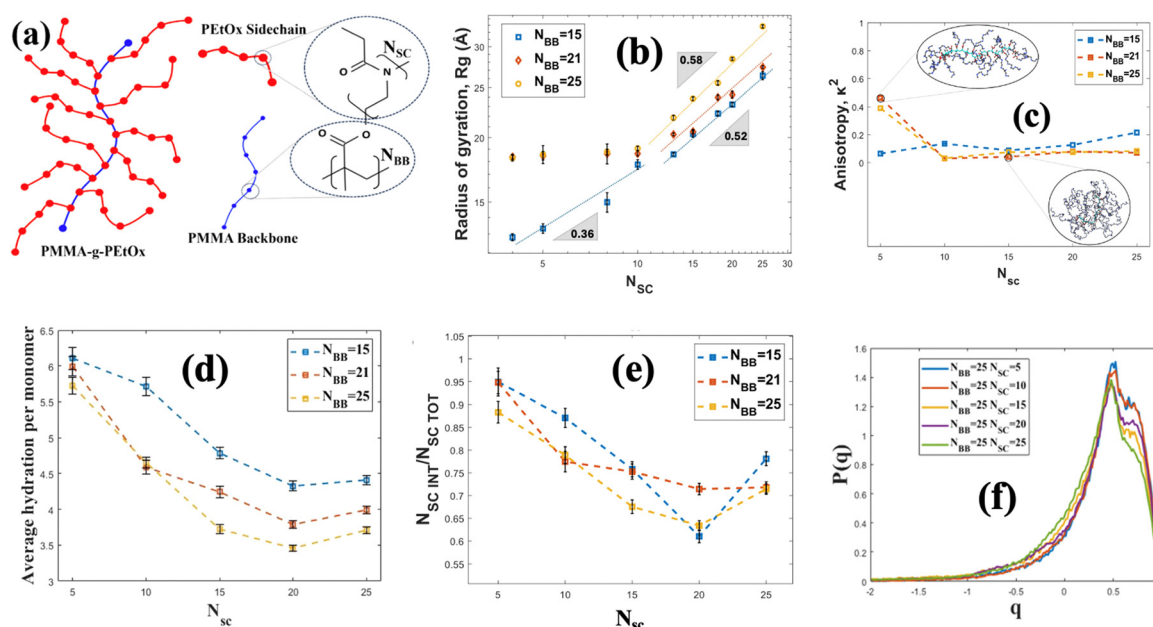 (a)
PEtOx Sidechain
O
N
N_SC
O
O
N_BB
PMMA-g-PEtOx
PMMA Backbone
(b)
Radius of gyration, Rg (Å)
30
25
20
15
N_BB=15
N_BB=21
N_BB=25
0.58
0.52
0.36
5
10
15
20
25
30
N_SC
(c)
Anisotropy, κ²
1
0.8
0.6
0.4
0.2
0
N_BB=15
N_BB=21
N_BB=25
5
10
15
20
25
N_sc
(d)
Average hydration per monomer
6.5
6
5.5
5
4.5
4
3.5
3
N_BB=15
N_BB=21
N_BB=25
5
10
15
20
25
N_sc
(e)
N_SC INT/N_SC TOT
1.05
1
0.95
0.9
0.85
0.8
0.75
0.7
0.65
0.6
0.55
N_BB=15
N_BB=21
N_BB=25
5
10
15
20
25
N_sc
(f)
P(q)
1.6
1.4
1.2
1
0.8
0.6
0.4
0.2
0
N_BB=25 N_SC=5
N_BB=25 N_SC=10
N_BB=25 N_SC=15
N_BB=25 N_SC=20
N_BB=25 N_SC=25
-2
-1.5
-1
-0.5
0
0.5
q